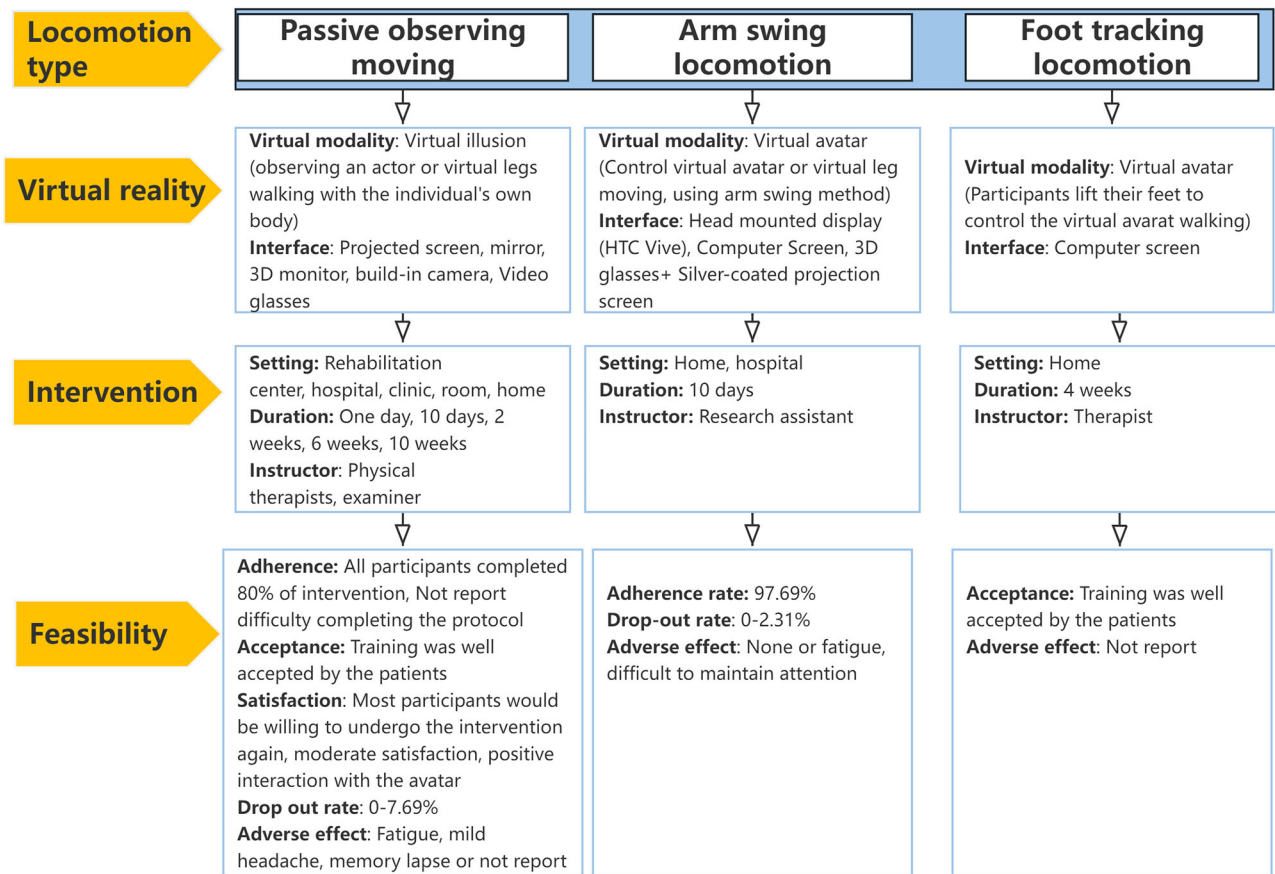 Locomotion
type
Passive observing
moving
Arm swing
locomotion
Foot tracking
locomotion
Virtual reality
Virtual modality: Virtual illusion
(observing an actor or virtual legs
walking with the individual's own
body)
Interface: Projected screen, mirror,
3D monitor, build-in camera, Video
glasses
Virtual modality: Virtual avatar
(Control virtual avatar or virtual leg
moving, using arm swing method)
Interface: Head mounted display
(HTC Vive), Computer Screen, 3D
glasses+ Silver-coated projection
screen
Virtual modality: Virtual avatar
(Participants lift their feet to
control the virtual avarat walking)
Interface: Computer screen
Intervention
Setting: Rehabilitation
center, hospital, clinic, room, home
Duration: One day, 10 days, 2
weeks, 6 weeks, 10 weeks
Instructor: Physical
therapists, examiner
Setting: Home, hospital
Duration: 10 days
Instructor: Research assistant
Setting: Home
Duration: 4 weeks
Instructor: Therapist
Feasibility
Adherence: All participants completed
80% of intervention, Not report
difficulty completing the protocol
Acceptance: Training was well
accepted by the patients
Satisfaction: Most participants would
be willing to undergo the intervention
again, moderate satisfaction, positive
interaction with the avatar
Drop out rate: 0-7.69%
Adverse effect: Fatigue, mild
headache, memory lapse or not report
Adherence rate: 97.69%
Drop-out rate: 0-2.31%
Adverse effect: None or fatigue,
difficult to maintain attention
Acceptance: Training was well
accepted by the patients
Adverse effect: Not report